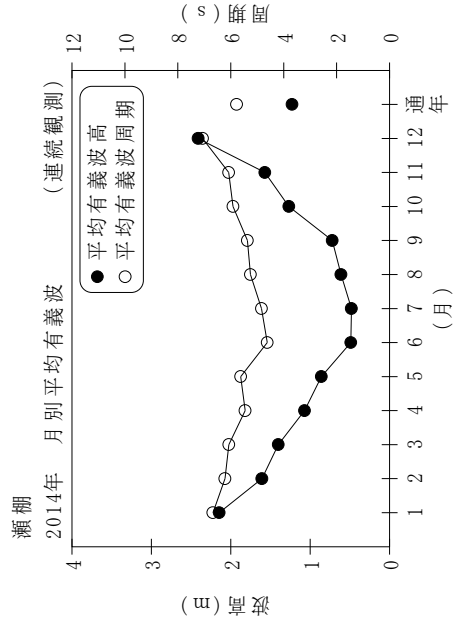 瀬棚
2014年 月別平均有義波 (連続観測)
●平均有義波高
○平均有義波周期
波高(m)
4
3
2
1
0
周期(s)
12
10
8
6
4
2
0
1 2 3 4 5 6 7 8 9 10 11 12 通年
(月)